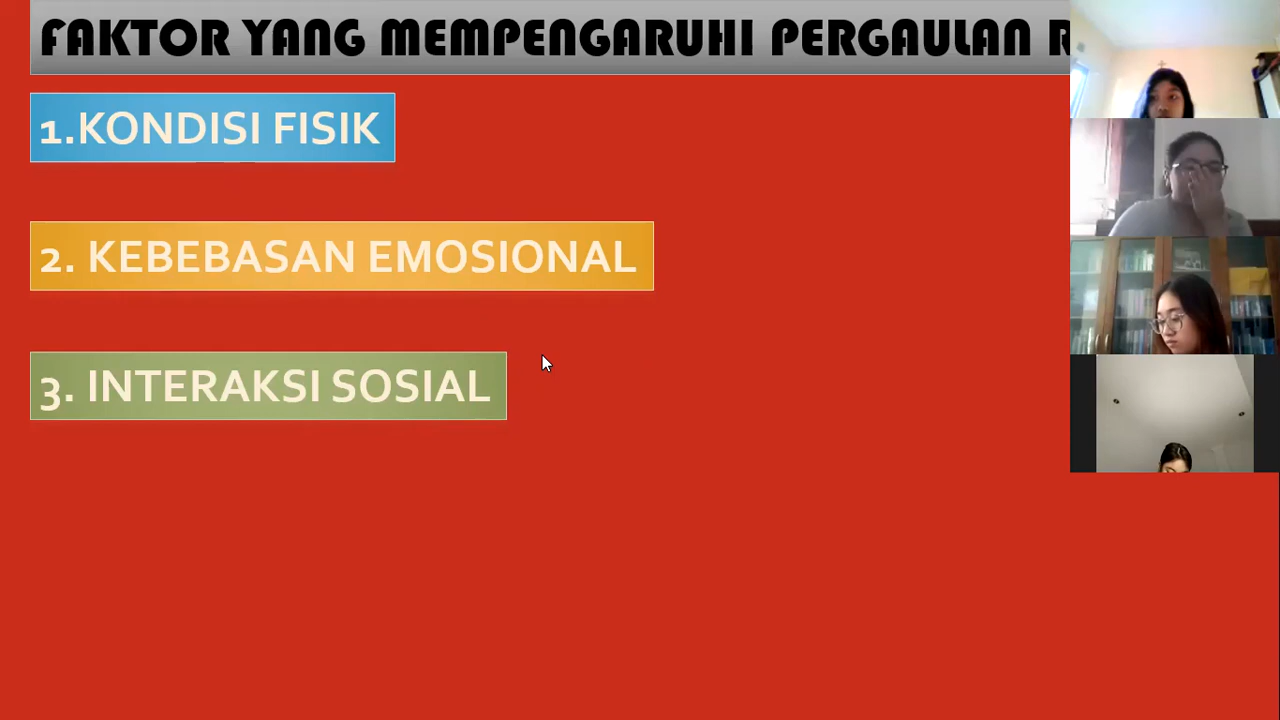 FAKTOR YANG MEMPENGARUHI PERGAULAN
1.KONDISI FISIK
2. KEBEBASAN EMOSIONAL
3. INTERAKSI SOSIAL